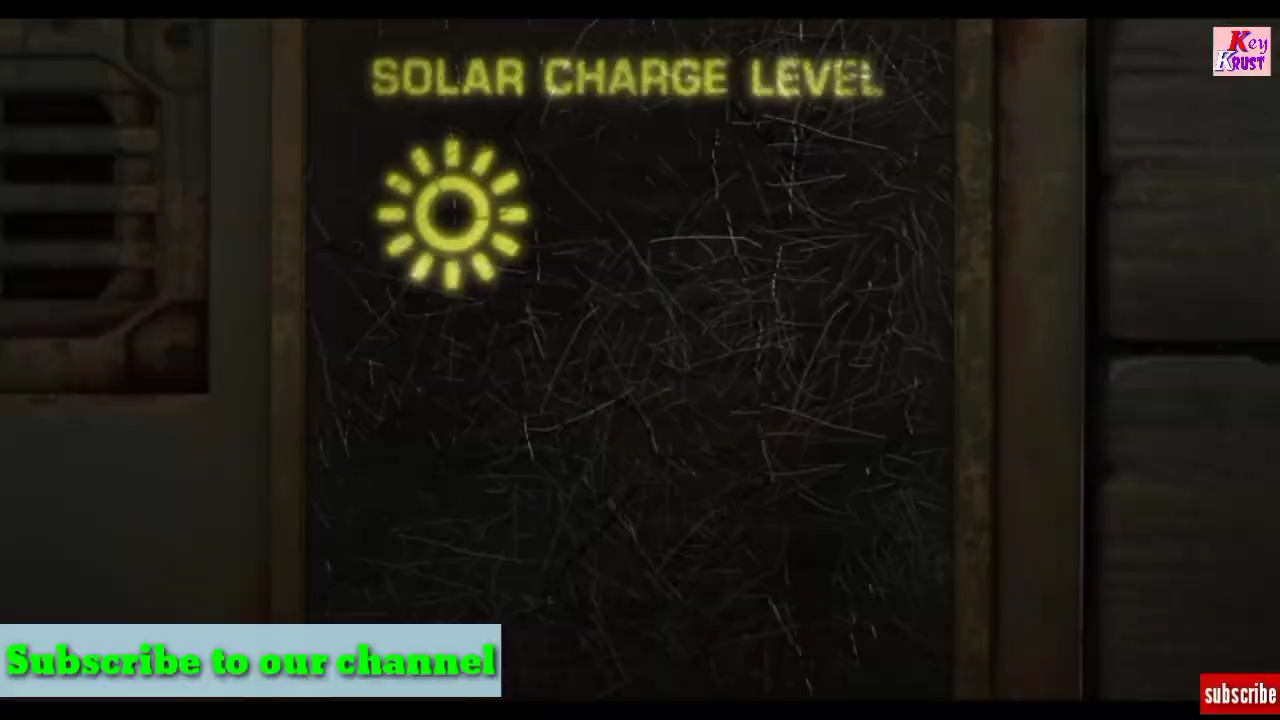 SOLAR CHARGE LEVEL
Key
KRUST
Subscribe to our channel
subscribe